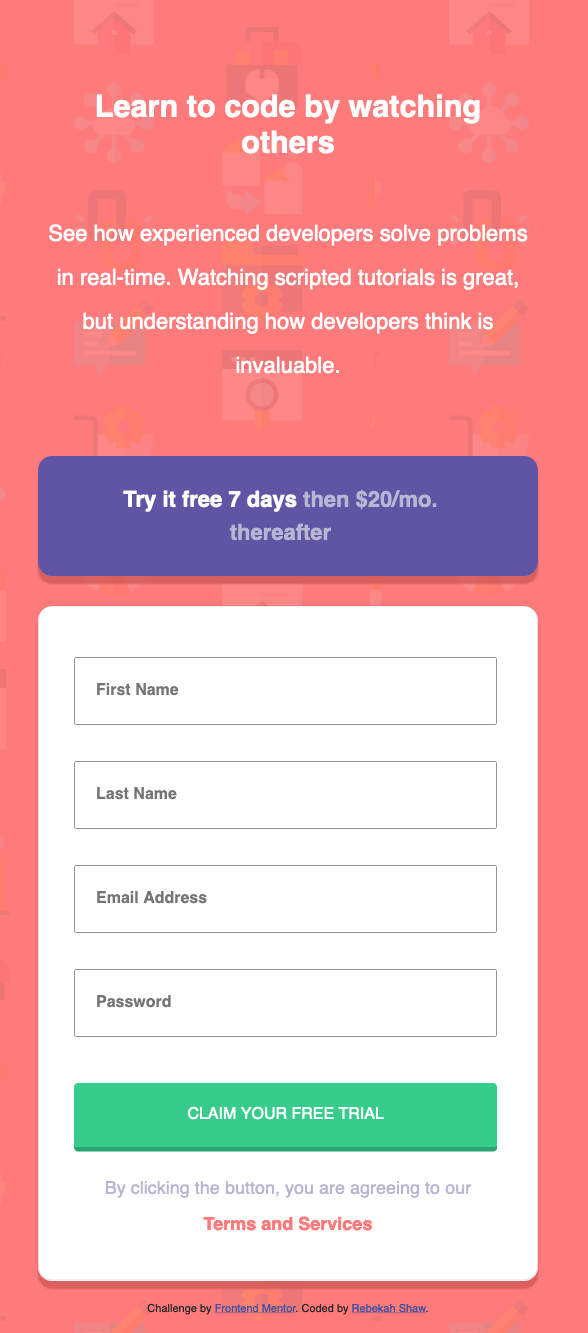 Learn to code by watching
others
See how experienced developers solve problems
in real-time. Watching scripted tutorials is great,
but understanding how developers think is
invaluable.
Try it free 7 days then $20/mo.
thereafter
First Name
Last Name
Email Address
Password
CLAIM YOUR FREE TRIAL
By clicking the button, you are agreeing to our
Terms and Services
Challenge by Frontend Mentor. Coded by Rebekah Shaw.